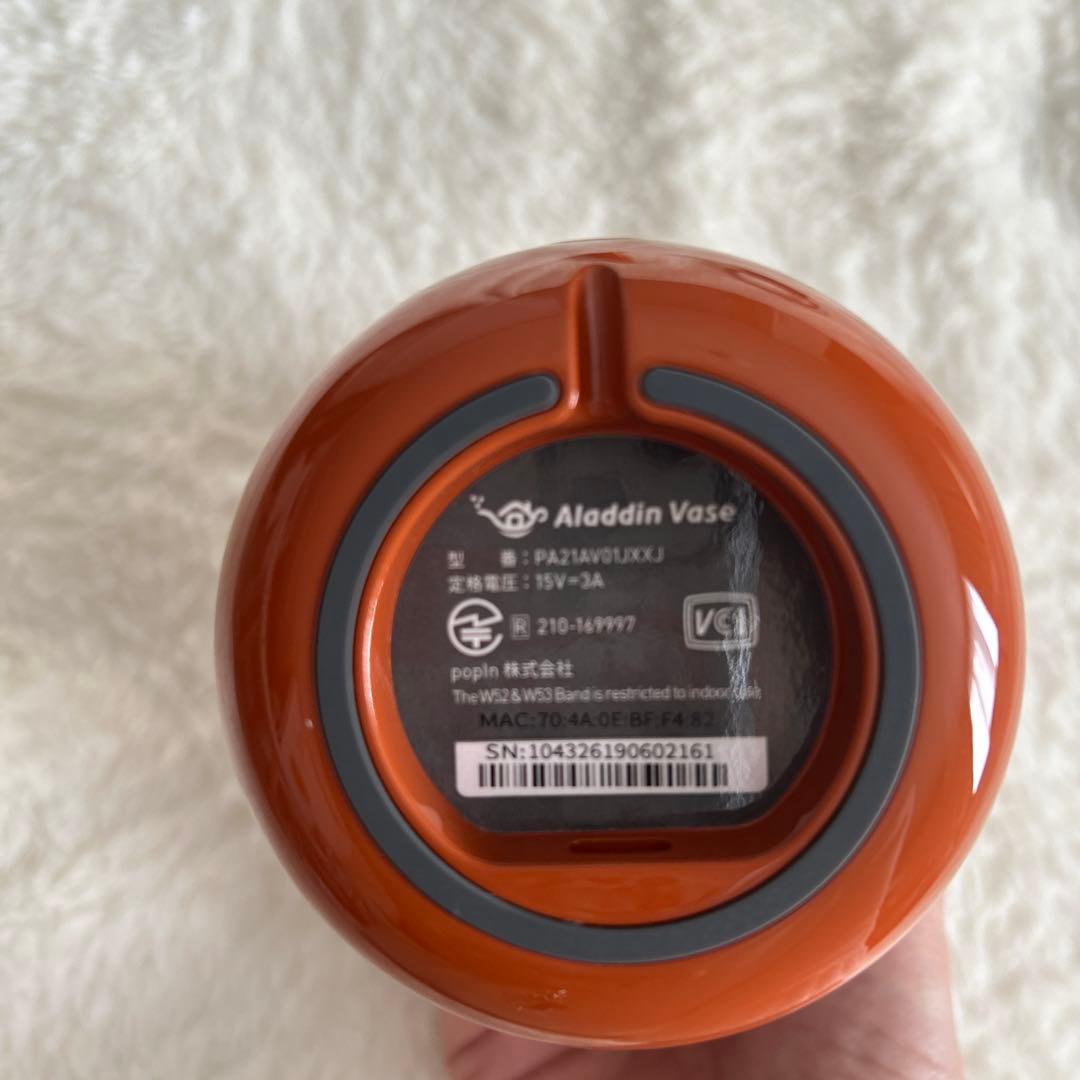 Aladdin Vase
型　　番：PA21AV01JXXJ
定格電圧：15V⎓3A
R 210-169997
VCI
popIn 株式会社
The W52 & W53 Band is restricted to indoor
MAC:70:4A:0E:BF:F4:82
SN:104326190602161